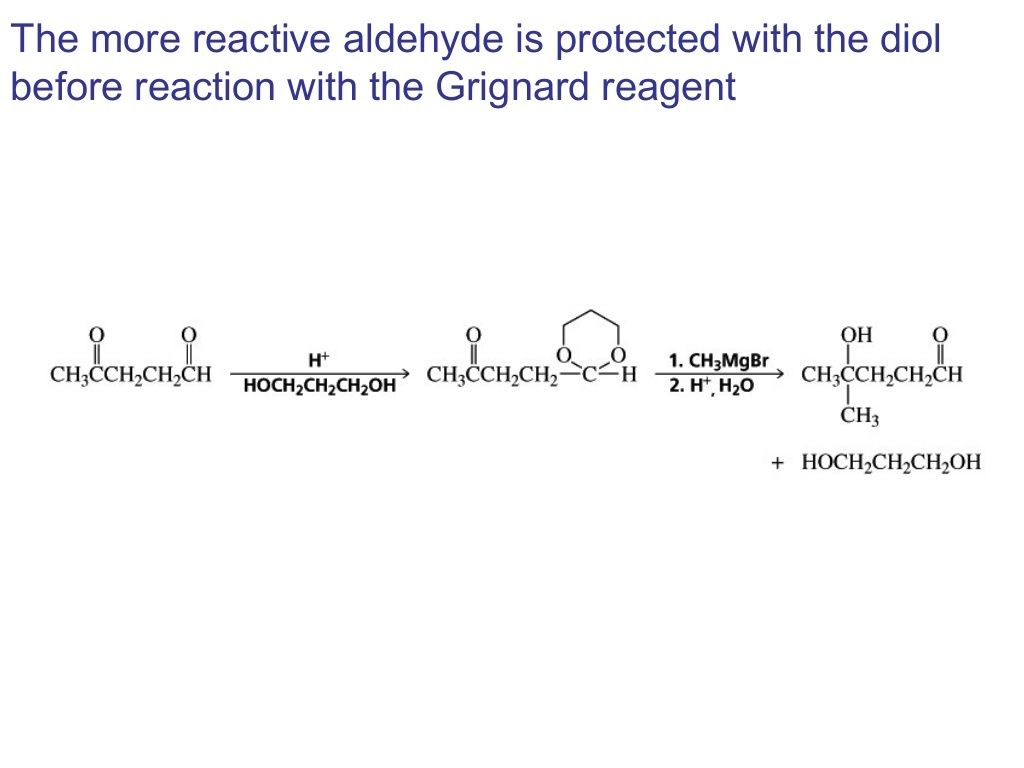 The more reactive aldehyde is protected with the diol
before reaction with the Grignard reagent
O O
CH₃CCH₂CH₂CH
H⁺
HOCH₂CH₂CH₂OH
O
O O
CH₃CCH₂CH₂—C—H
1. CH₃MgBr
2. H⁺, H₂O
OH O
CH₃CCH₂CH₂CH
CH₃
+ HOCH₂CH₂CH₂OH